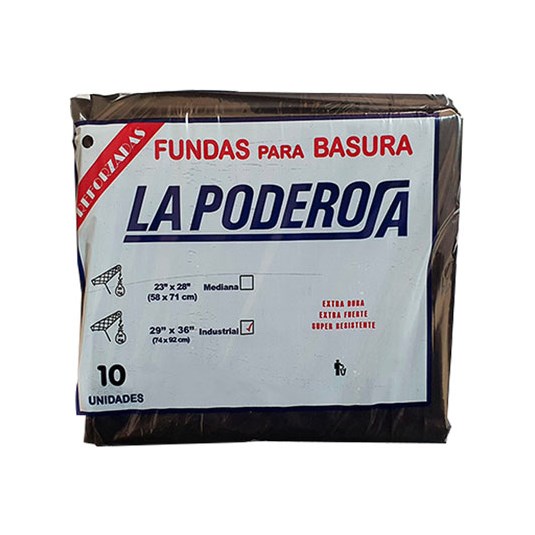 REFORZADAS
FUNDAS PARA BASURA
LA PODEROSA
23" x 28" Mediana
(58 x 71 cm)
29" x 36" Industrial
(74 x 92 cm)
EXTRA DURA
EXTRA FUERTE
SUPER RESISTENTE
10
UNIDADES